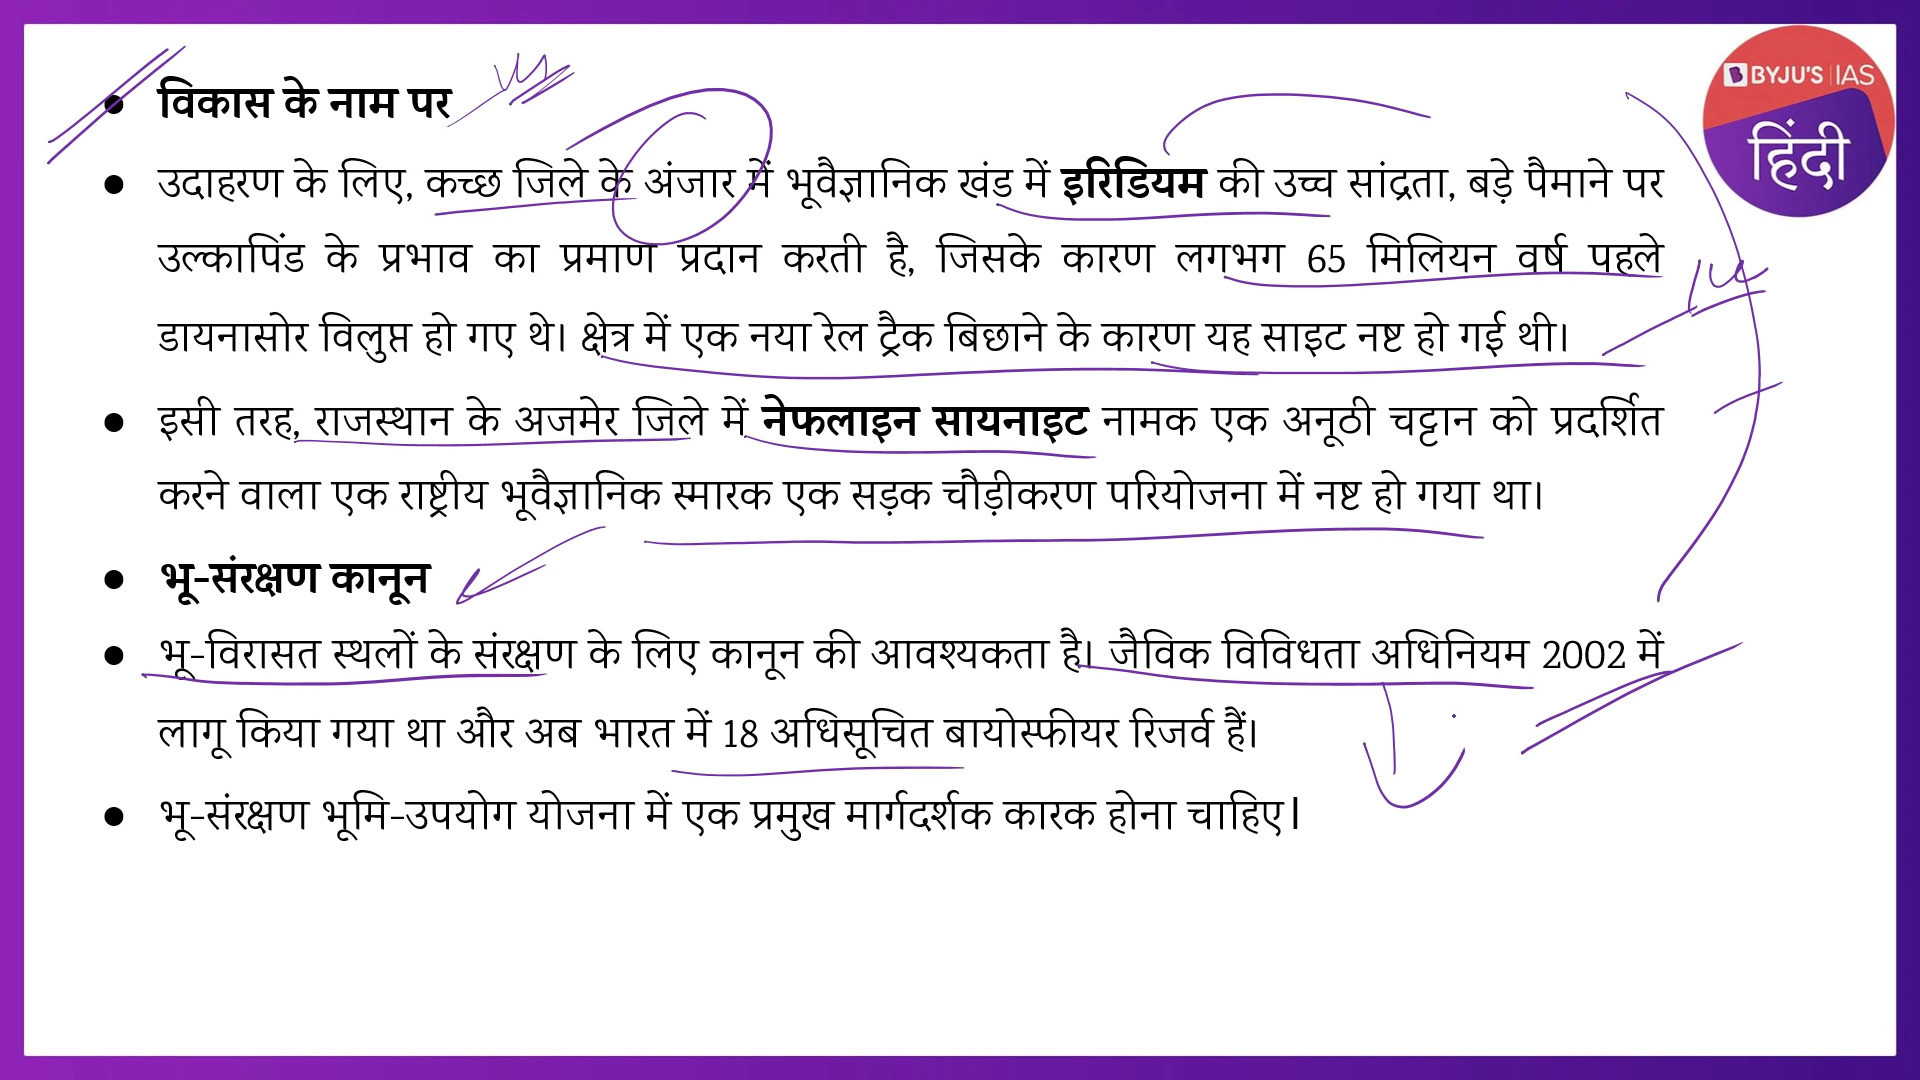 BYJU'S IAS
हिंदी
● विकास के नाम पर
● उदाहरण के लिए, कच्छ जिले के अंजार में भूवैज्ञानिक खंड में इरिडियम की उच्च सांद्रता, बड़े पैमाने पर
उल्कापिंड के प्रभाव का प्रमाण प्रदान करती है, जिसके कारण लगभग 65 मिलियन वर्ष पहले
डायनासोर विलुप्त हो गए थे। क्षेत्र में एक नया रेल ट्रैक बिछाने के कारण यह साइट नष्ट हो गई थी।
● इसी तरह, राजस्थान के अजमेर जिले में नेफलाइन सायनाइट नामक एक अनूठी चट्टान को प्रदर्शित
करने वाला एक राष्ट्रीय भूवैज्ञानिक स्मारक एक सड़क चौड़ीकरण परियोजना में नष्ट हो गया था।
● भू-संरक्षण कानून
● भू-विरासत स्थलों के संरक्षण के लिए कानून की आवश्यकता है। जैविक विविधता अधिनियम 2002 में
लागू किया गया था और अब भारत में 18 अधिसूचित बायोस्फीयर रिजर्व हैं।
● भू-संरक्षण भूमि-उपयोग योजना में एक प्रमुख मार्गदर्शक कारक होना चाहिए।